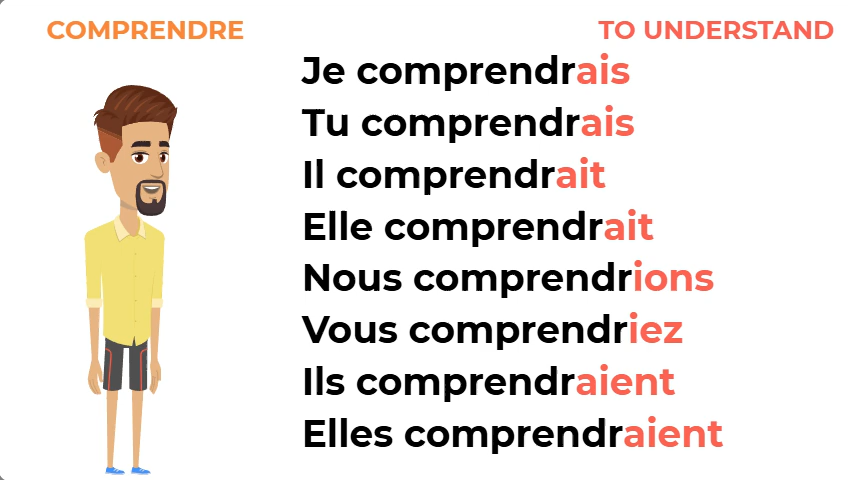 COMPRENDRE
TO UNDERSTAND
Je comprendrais
Tu comprendrais
Il comprendrait
Elle comprendrait
Nous comprendrions
Vous comprendriez
Ils comprendraient
Elles comprendraient